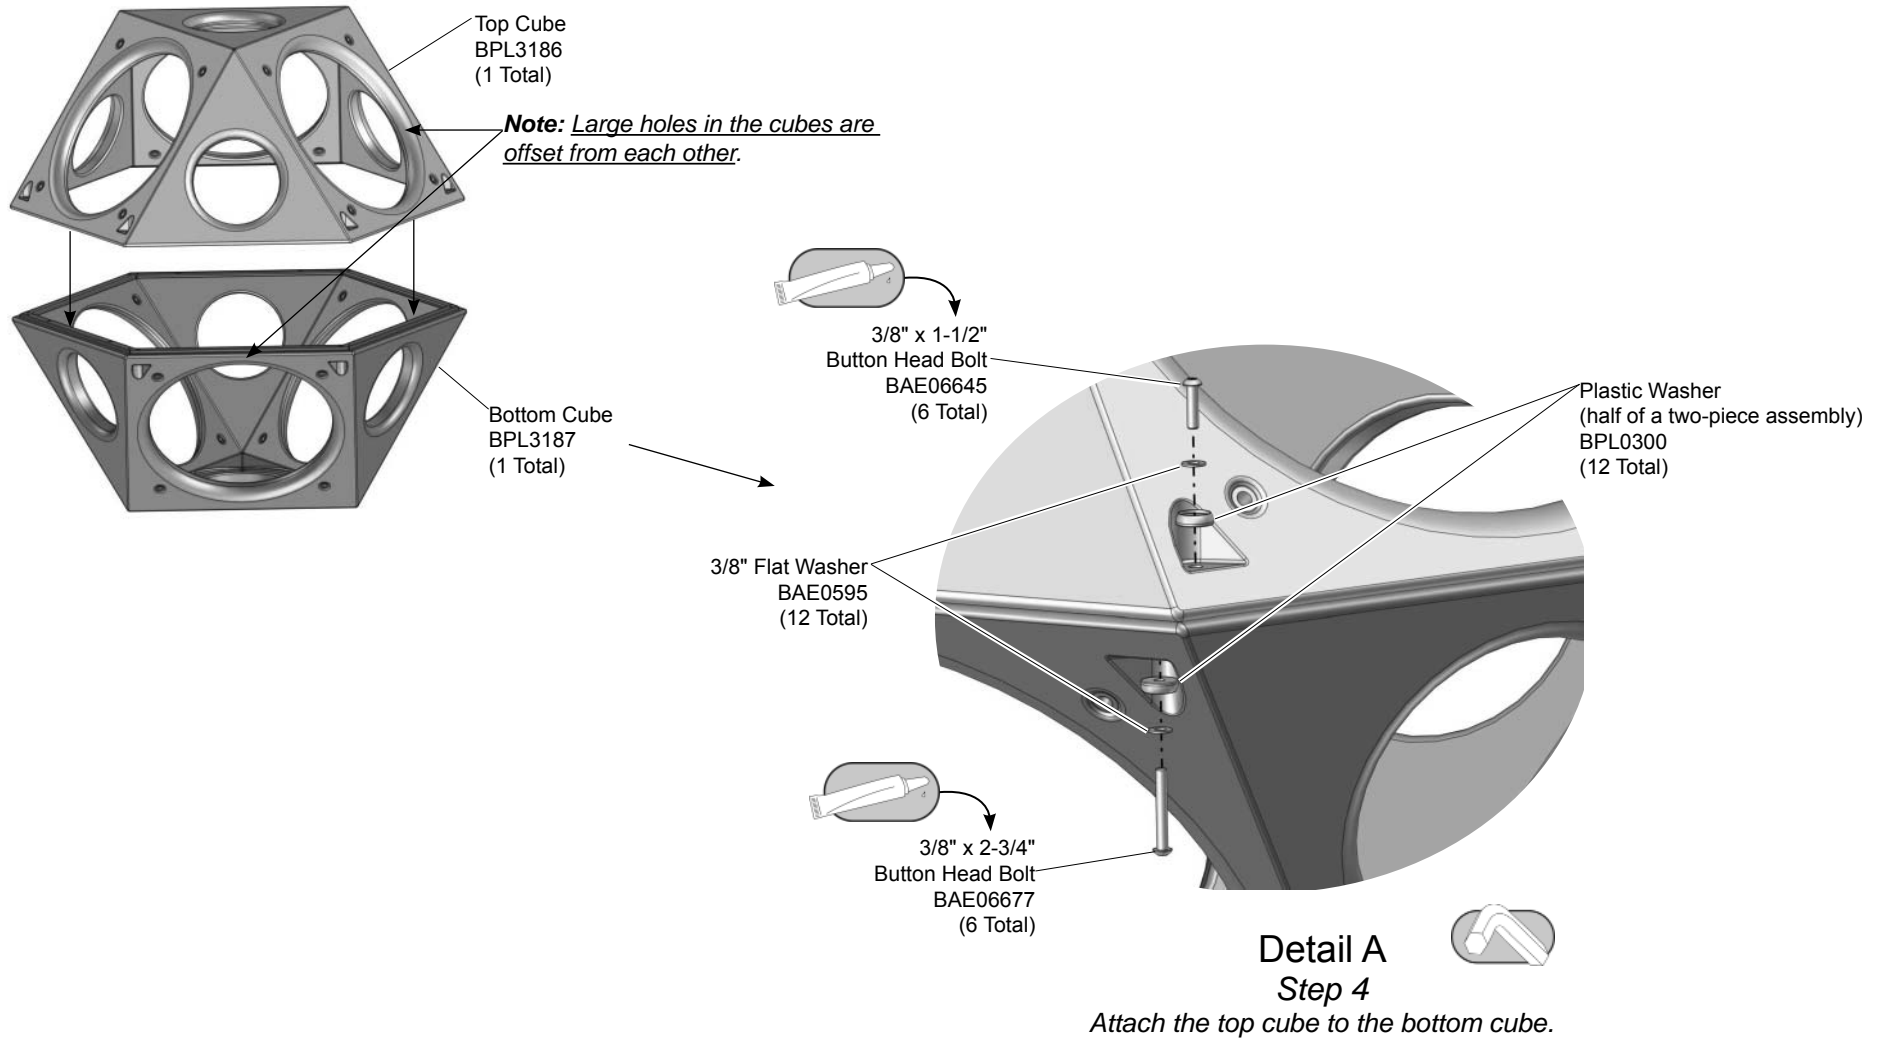 Top Cube
BPL3186
(1 Total)
Note: Large holes in the cubes are
offset from each other.
Bottom Cube
BPL3187
(1 Total)
3/8" x 1-1/2"
Button Head Bolt
BAE06645
(6 Total)
Plastic Washer
(half of a two-piece assembly)
BPL0300
(12 Total)
3/8" Flat Washer
BAE0595
(12 Total)
3/8" x 2-3/4"
Button Head Bolt
BAE06677
(6 Total)
Detail A
Step 4
Attach the top cube to the bottom cube.